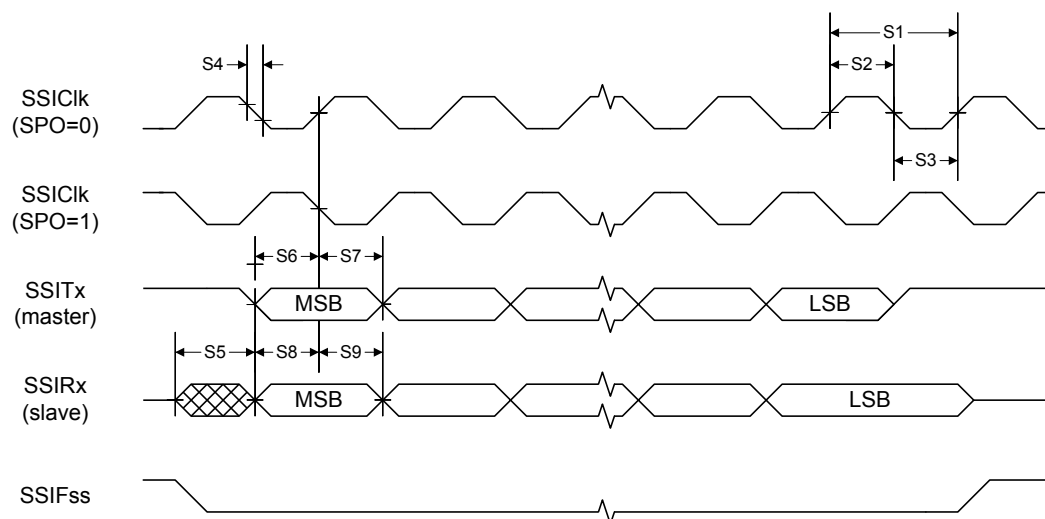 S1
S4
S2
SSIClk
(SPO=0)
S3
SSIClk
(SPO=1)
S6
S7
SSITx
(master)
MSB
LSB
S5
S8
S9
SSIRx
(slave)
MSB
LSB
SSIFss